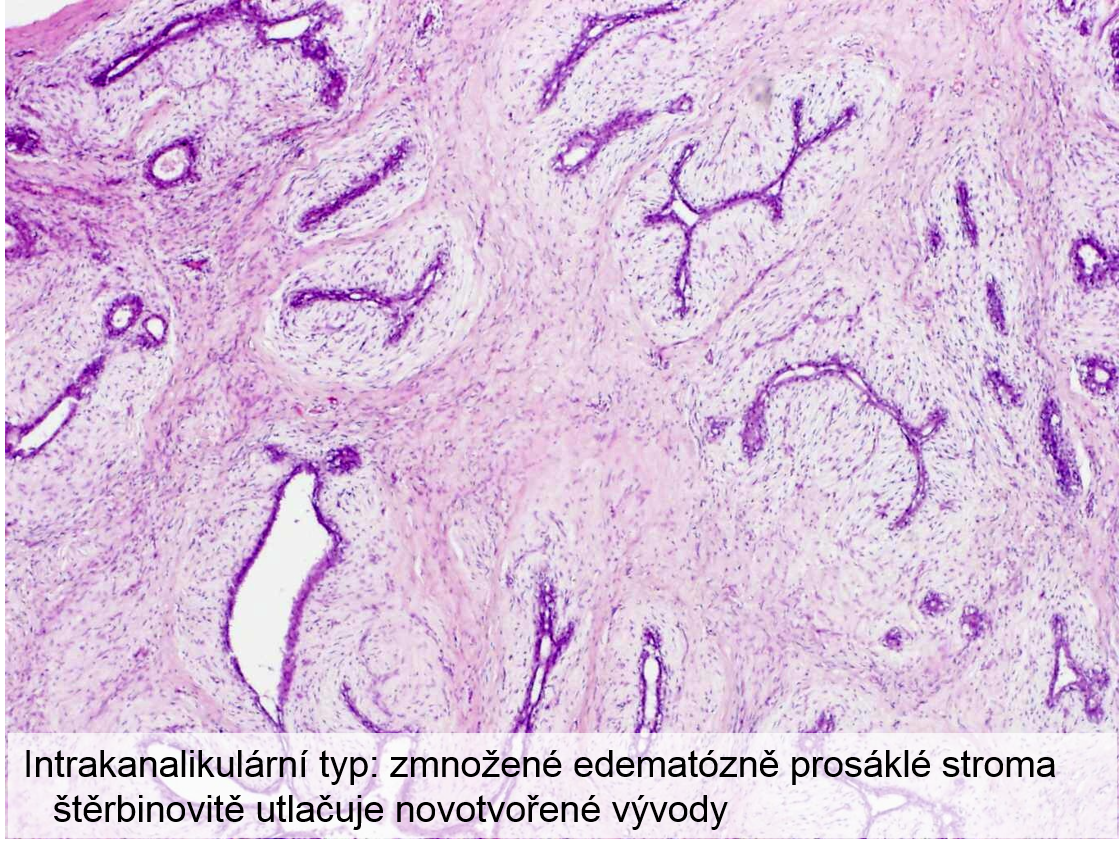 Intrakanalikulární typ: zmnožené edematózně prosáklé stroma
štěrbinovitě utlačuje novotvořené vývody